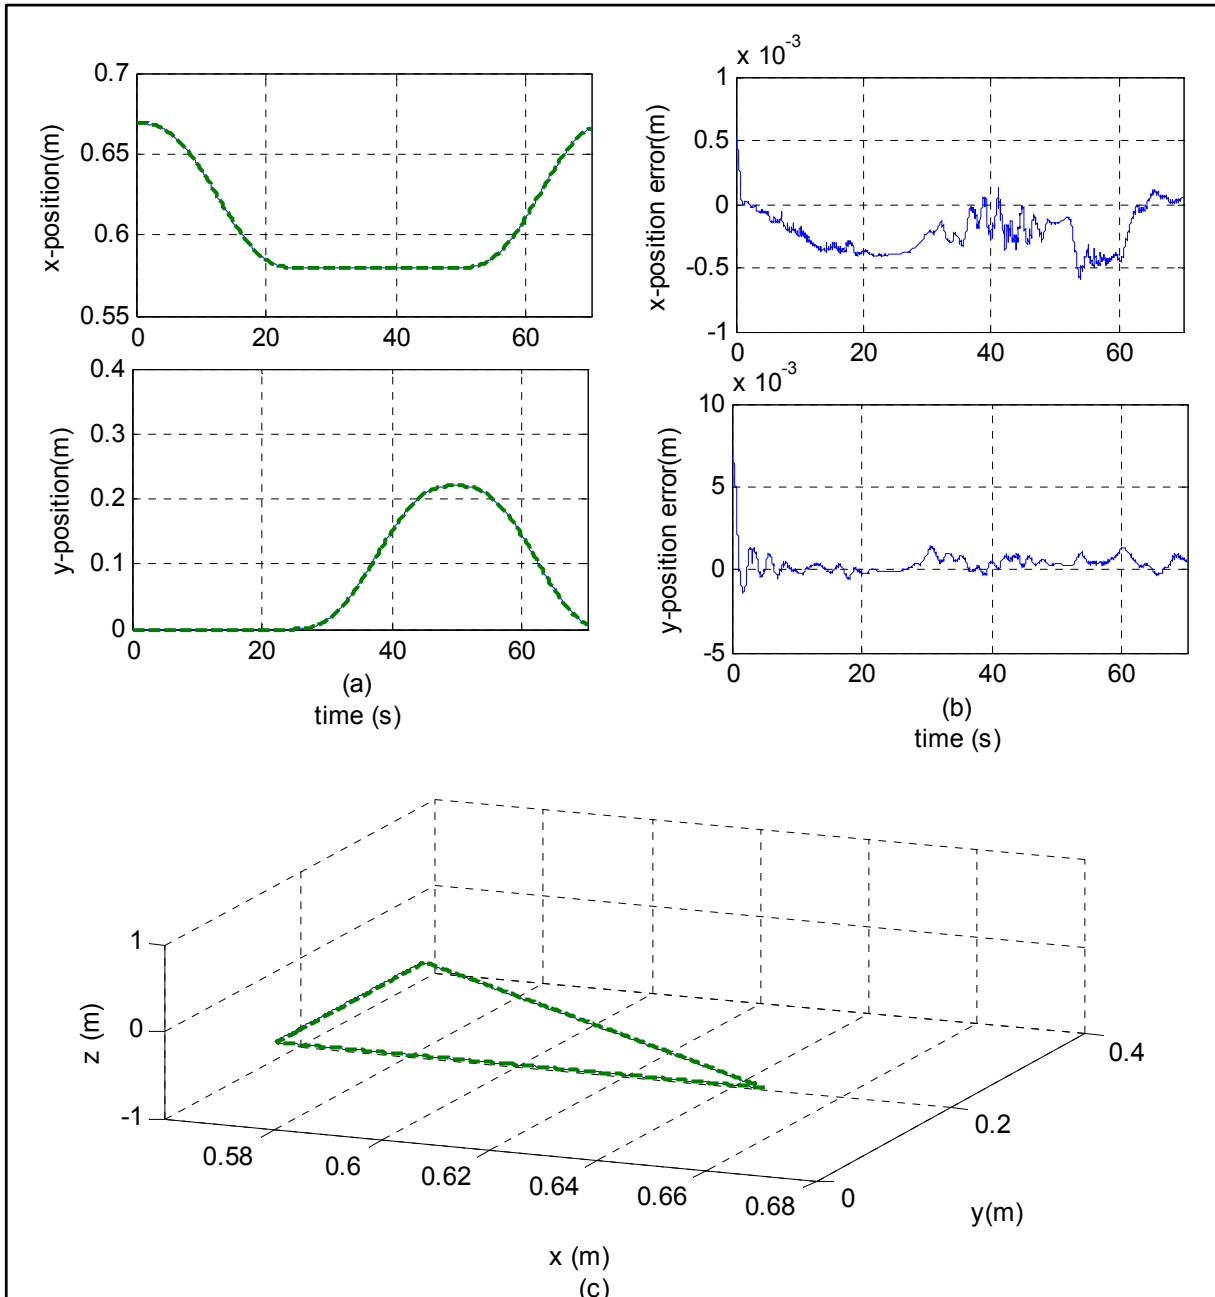 0.7
0.65
0.6
0.55
x-position(m)
0 20 40 60
0.4
0.3
0.2
0.1
0
y-position(m)
0 20 40 60
(a)
time (s)
x 10-3
1
0.5
0
-0.5
-1
x-position error(m)
0 20 40 60
x 10-3
10
5
0
-5
y-position error(m)
0 20 40 60
(b)
time (s)
1
0
-1
z (m)
0.58 0.6 0.62 0.64 0.66 0.68
0 0.2 0.4
y(m)
x (m)
(c)